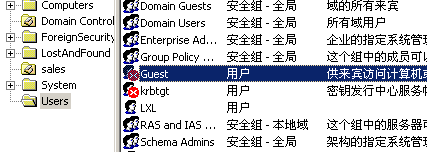 Computers
Domain Control
ForeignSecurity
LostAndFound
sales
System
Users
Domain Guests 安全组 - 全局 域的所有来宾
Domain Users 安全组 - 全局 所有域用户
Enterprise Ad... 安全组 - 全局 企业的指定系统管理
Group Policy ... 安全组 - 全局 这个组中的成员可以
Guest 用户 供来宾访问计算机或
krbtgt 用户 密钥发行中心服务帐
LXL 用户
RAS and IAS ... 安全组 - 本地域 这个组中的服务器可
Schema Admins 安全组 - 全局 架构的指定系统管理